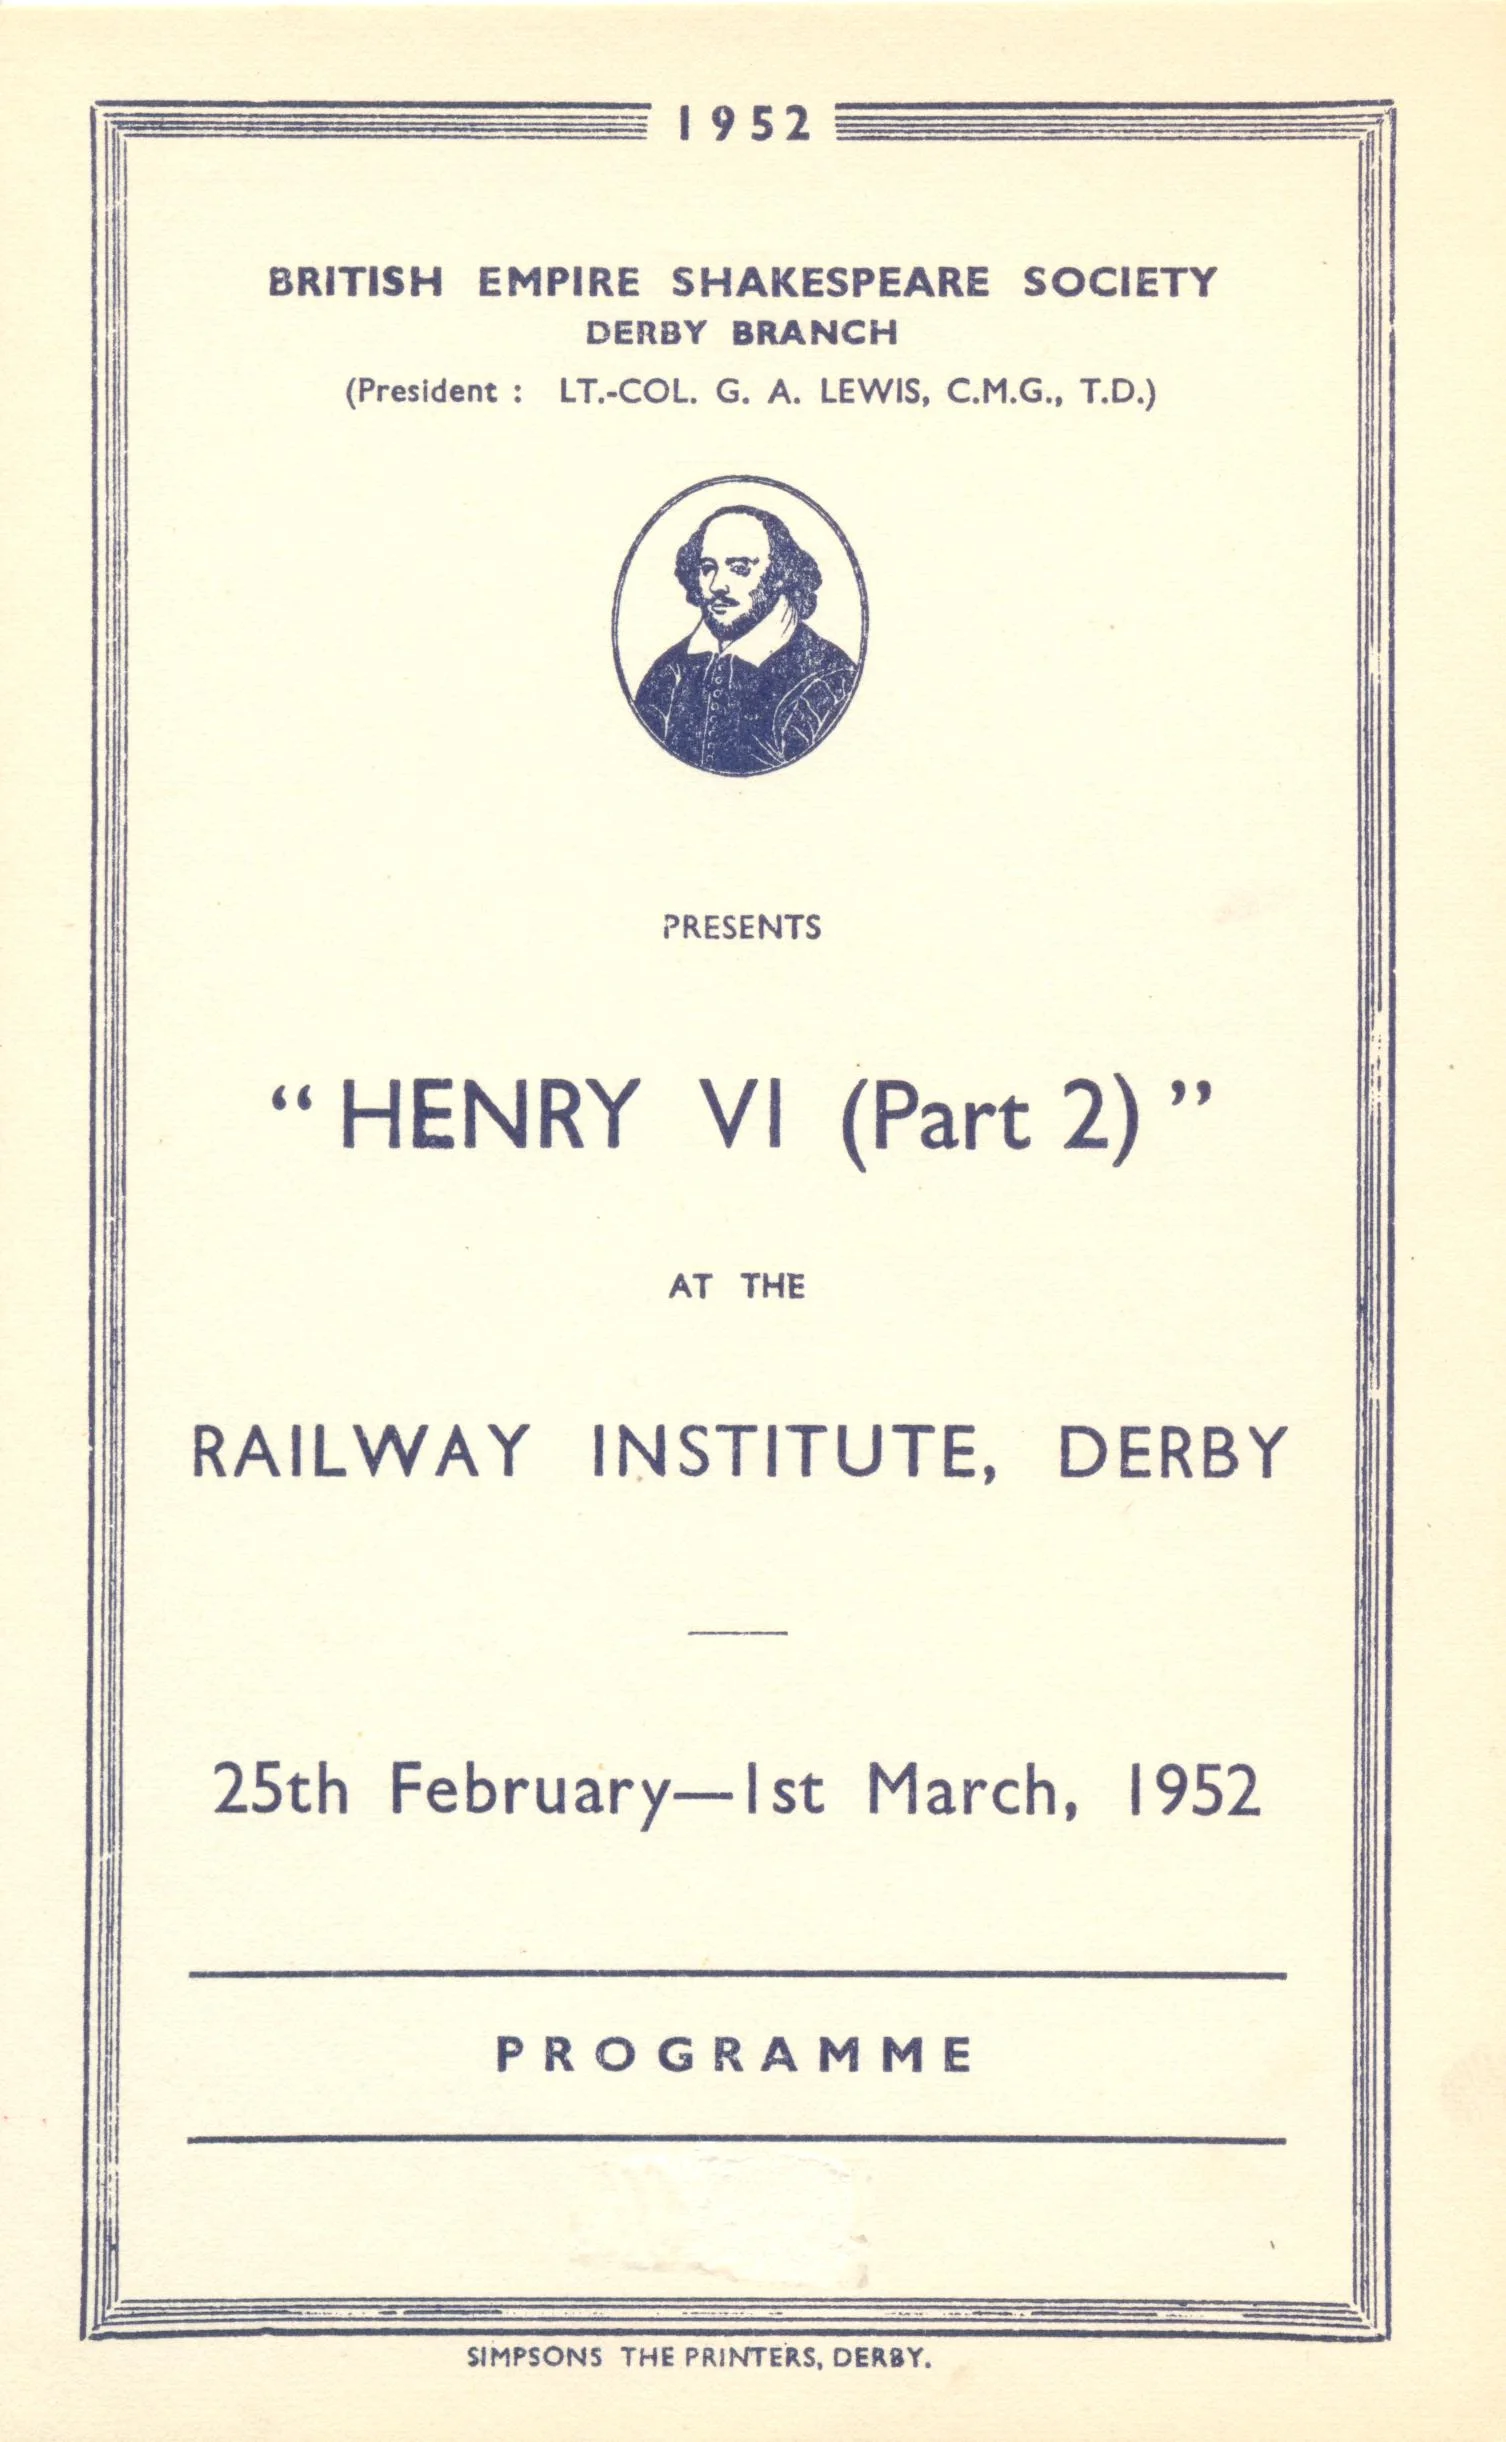 1952
BRITISH EMPIRE SHAKESPEARE SOCIETY
DERBY BRANCH
(President : LT.-COL. G. A. LEWIS, C.M.G., T.D.)
PRESENTS
“HENRY VI (Part 2)”
AT THE
RAILWAY INSTITUTE, DERBY
25th February—1st March, 1952
PROGRAMME
SIMPSONS THE PRINTERS, DERBY.